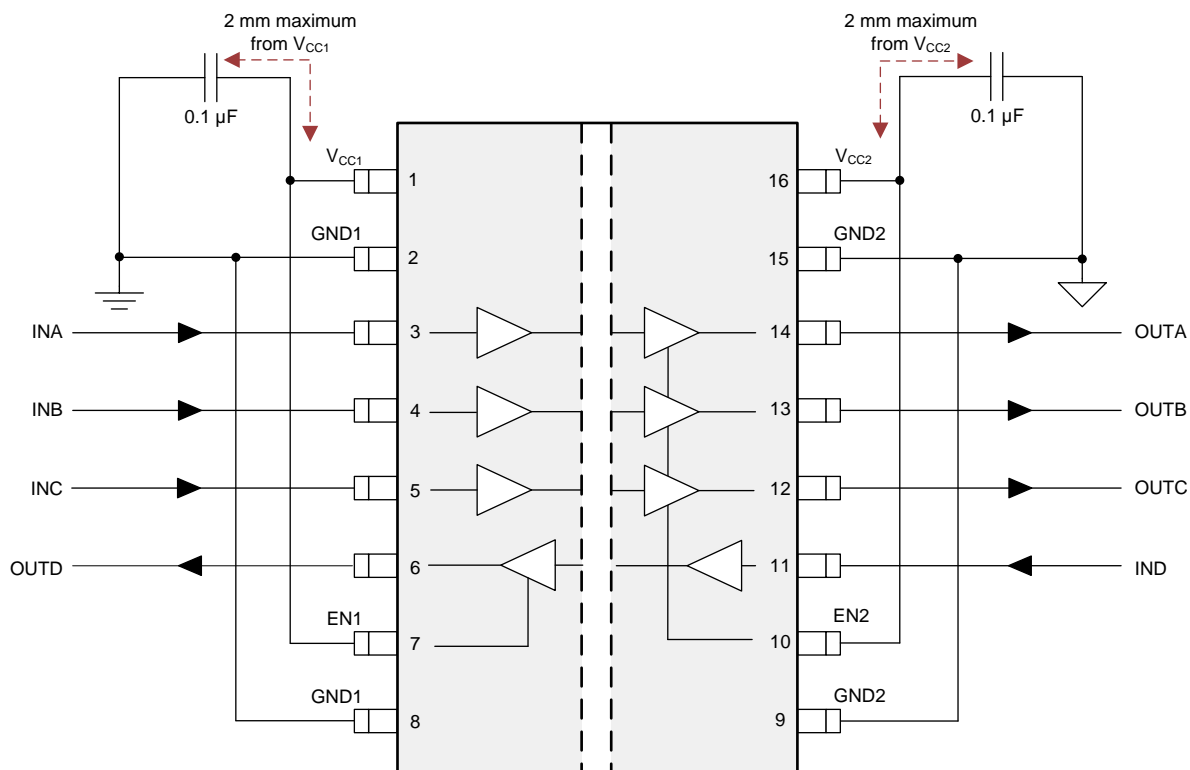 2 mm maximum
from VCC1
2 mm maximum
from VCC2
0.1 µF
0.1 µF
VCC1
1
16
VCC2
GND1
2
15
GND2
INA
3
14
OUTA
INB
4
13
OUTB
INC
5
12
OUTC
OUTD
6
11
IND
EN1
7
10
EN2
GND1
8
9
GND2